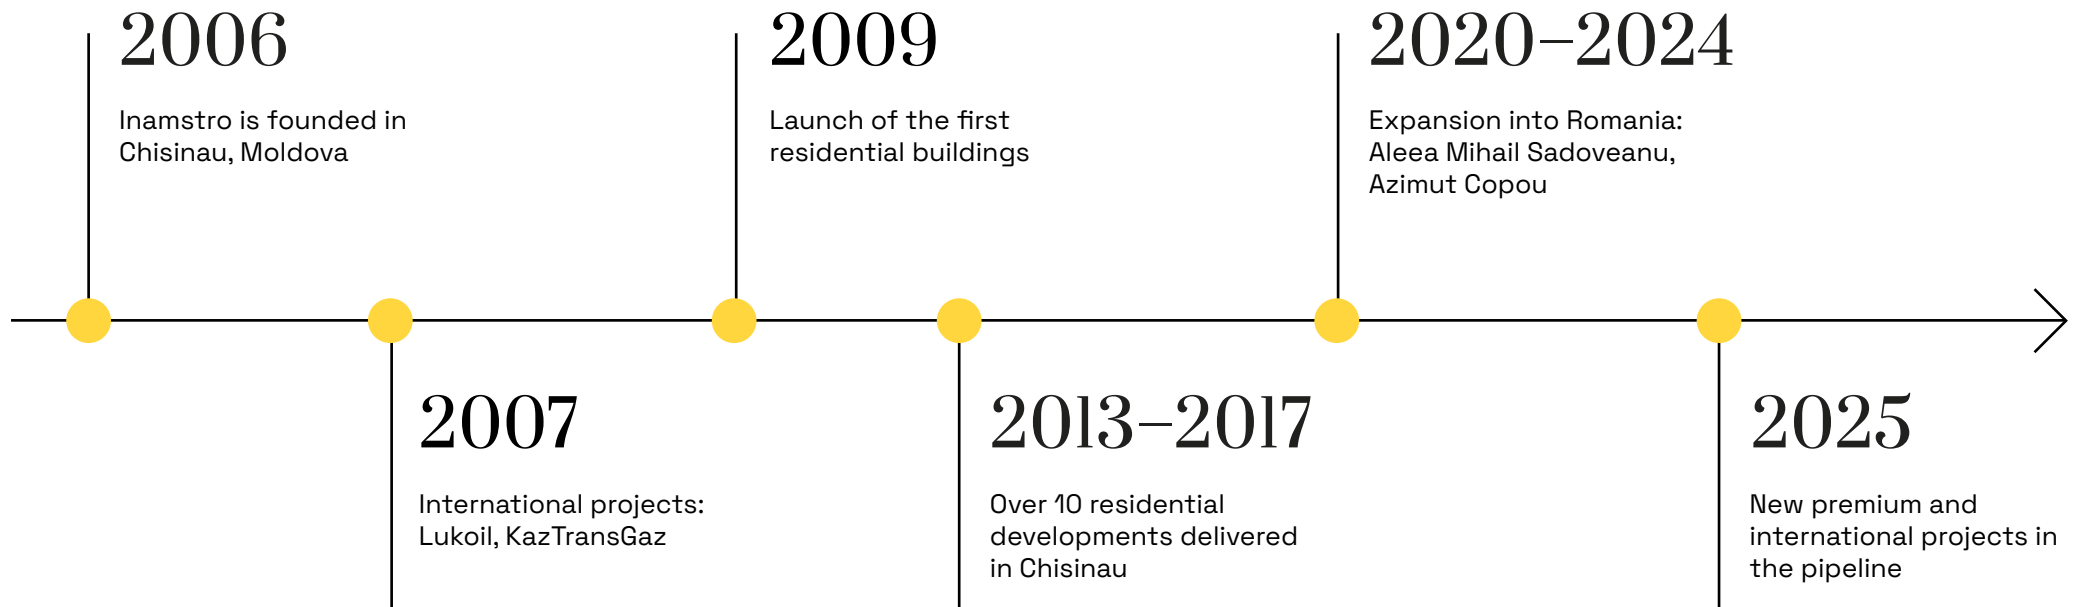 2006
Inamstro is founded in
Chisinau, Moldova
2007
International projects:
Lukoil, KazTransGaz
2009
Launch of the first
residential buildings
2013–2017
Over 10 residential
developments delivered
in Chisinau
2020–2024
Expansion into Romania:
Aleea Mihail Sadoveanu,
Azimut Copou
2025
New premium and
international projects in
the pipeline